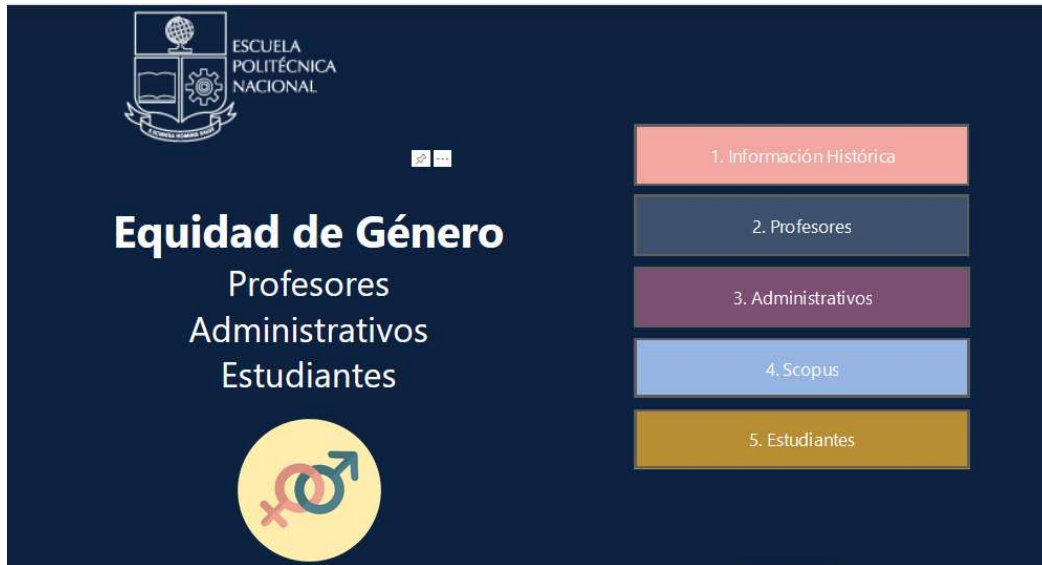 ESCUELA
POLITÉCNICA
NACIONAL
Equidad de Género
Profesores
Administrativos
Estudiantes
1. Información Histórica
2. Profesores
3. Administrativos
4. Scopus
5. Estudiantes